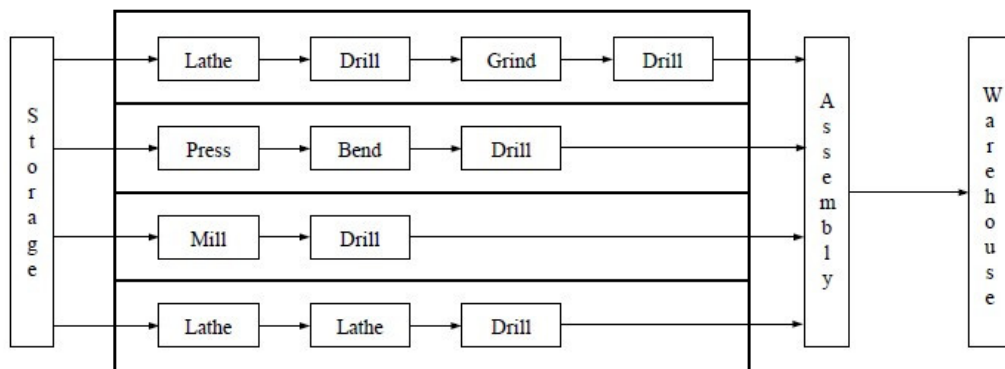 Storage
Lathe
Drill
Grind
Drill
Press
Bend
Drill
Mill
Drill
Lathe
Lathe
Drill
Assembly
Warehouse